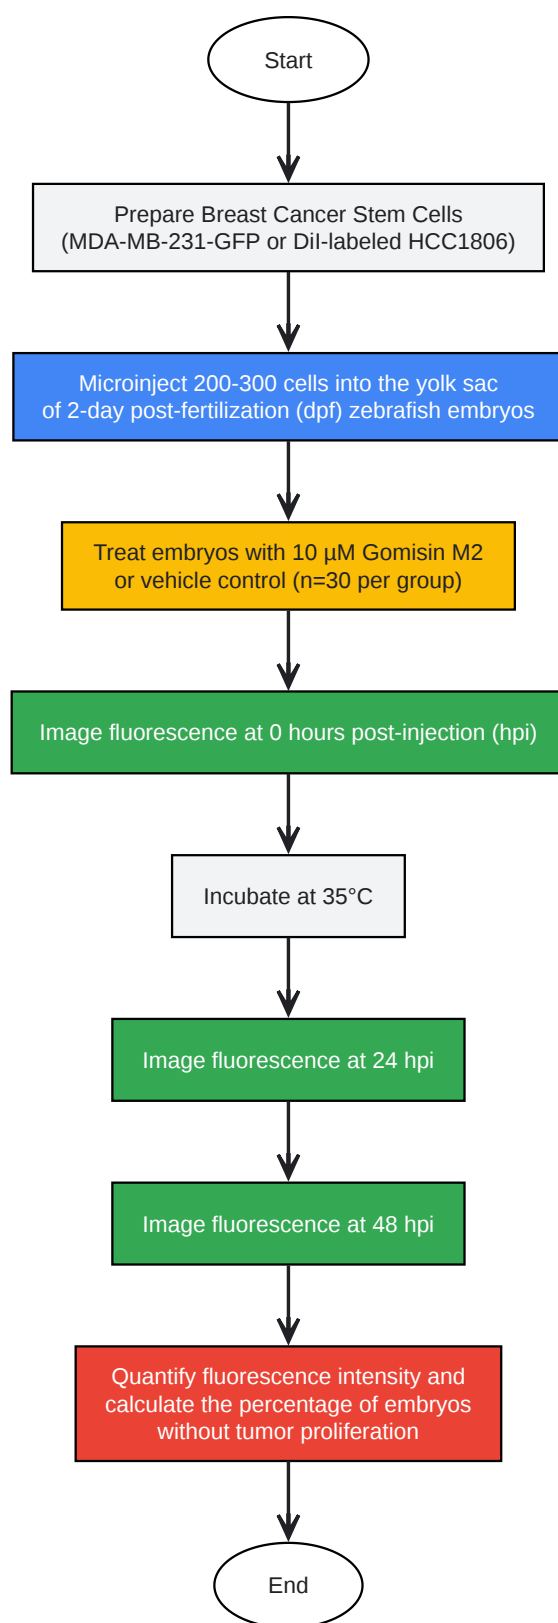 Start
Prepare Breast Cancer Stem Cells
(MDA-MB-231-GFP or DiI-labeled HCC1806)
Microinject 200-300 cells into the yolk sac
of 2-day post-fertilization (dpf) zebrafish embryos
Treat embryos with 10 µM Gomisin M2
or vehicle control (n=30 per group)
Image fluorescence at 0 hours post-injection (hpi)
Incubate at 35°C
Image fluorescence at 24 hpi
Image fluorescence at 48 hpi
Quantify fluorescence intensity and
calculate the percentage of embryos
without tumor proliferation
End